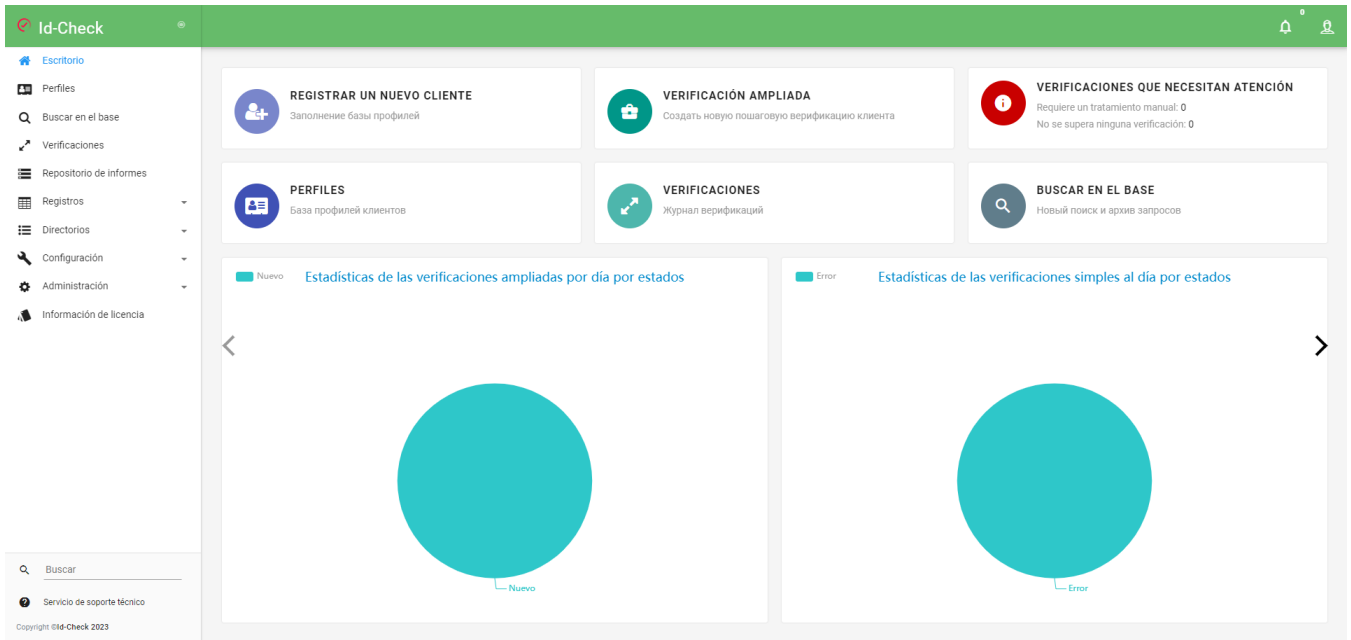 Id-Check
0
Escritorio
Perfiles
Buscar en el base
Verificaciones
Repositorio de informes
Registros
Directorios
Configuración
Administración
Información de licencia
REGISTRAR UN NUEVO CLIENTE
Заполнение базы профилей
VERIFICACIÓN AMPLIADA
Создать новую пошаговую верификацию клиента
VERIFICACIONES QUE NECESITAN ATENCIÓN
Requiere un tratamiento manual: 0
No se supera ninguna verificación: 0
PERFILES
База профилей клиентов
VERIFICACIONES
Журнал верификаций
BUSCAR EN EL BASE
Новый поиск и архив запросов
Nuevo
Estadísticas de las verificaciones ampliadas por día por estados
Nuevo
Error
Estadísticas de las verificaciones simples al día por estados
Error
Buscar
Servicio de soporte técnico
Copyright ©Id-Check 2023